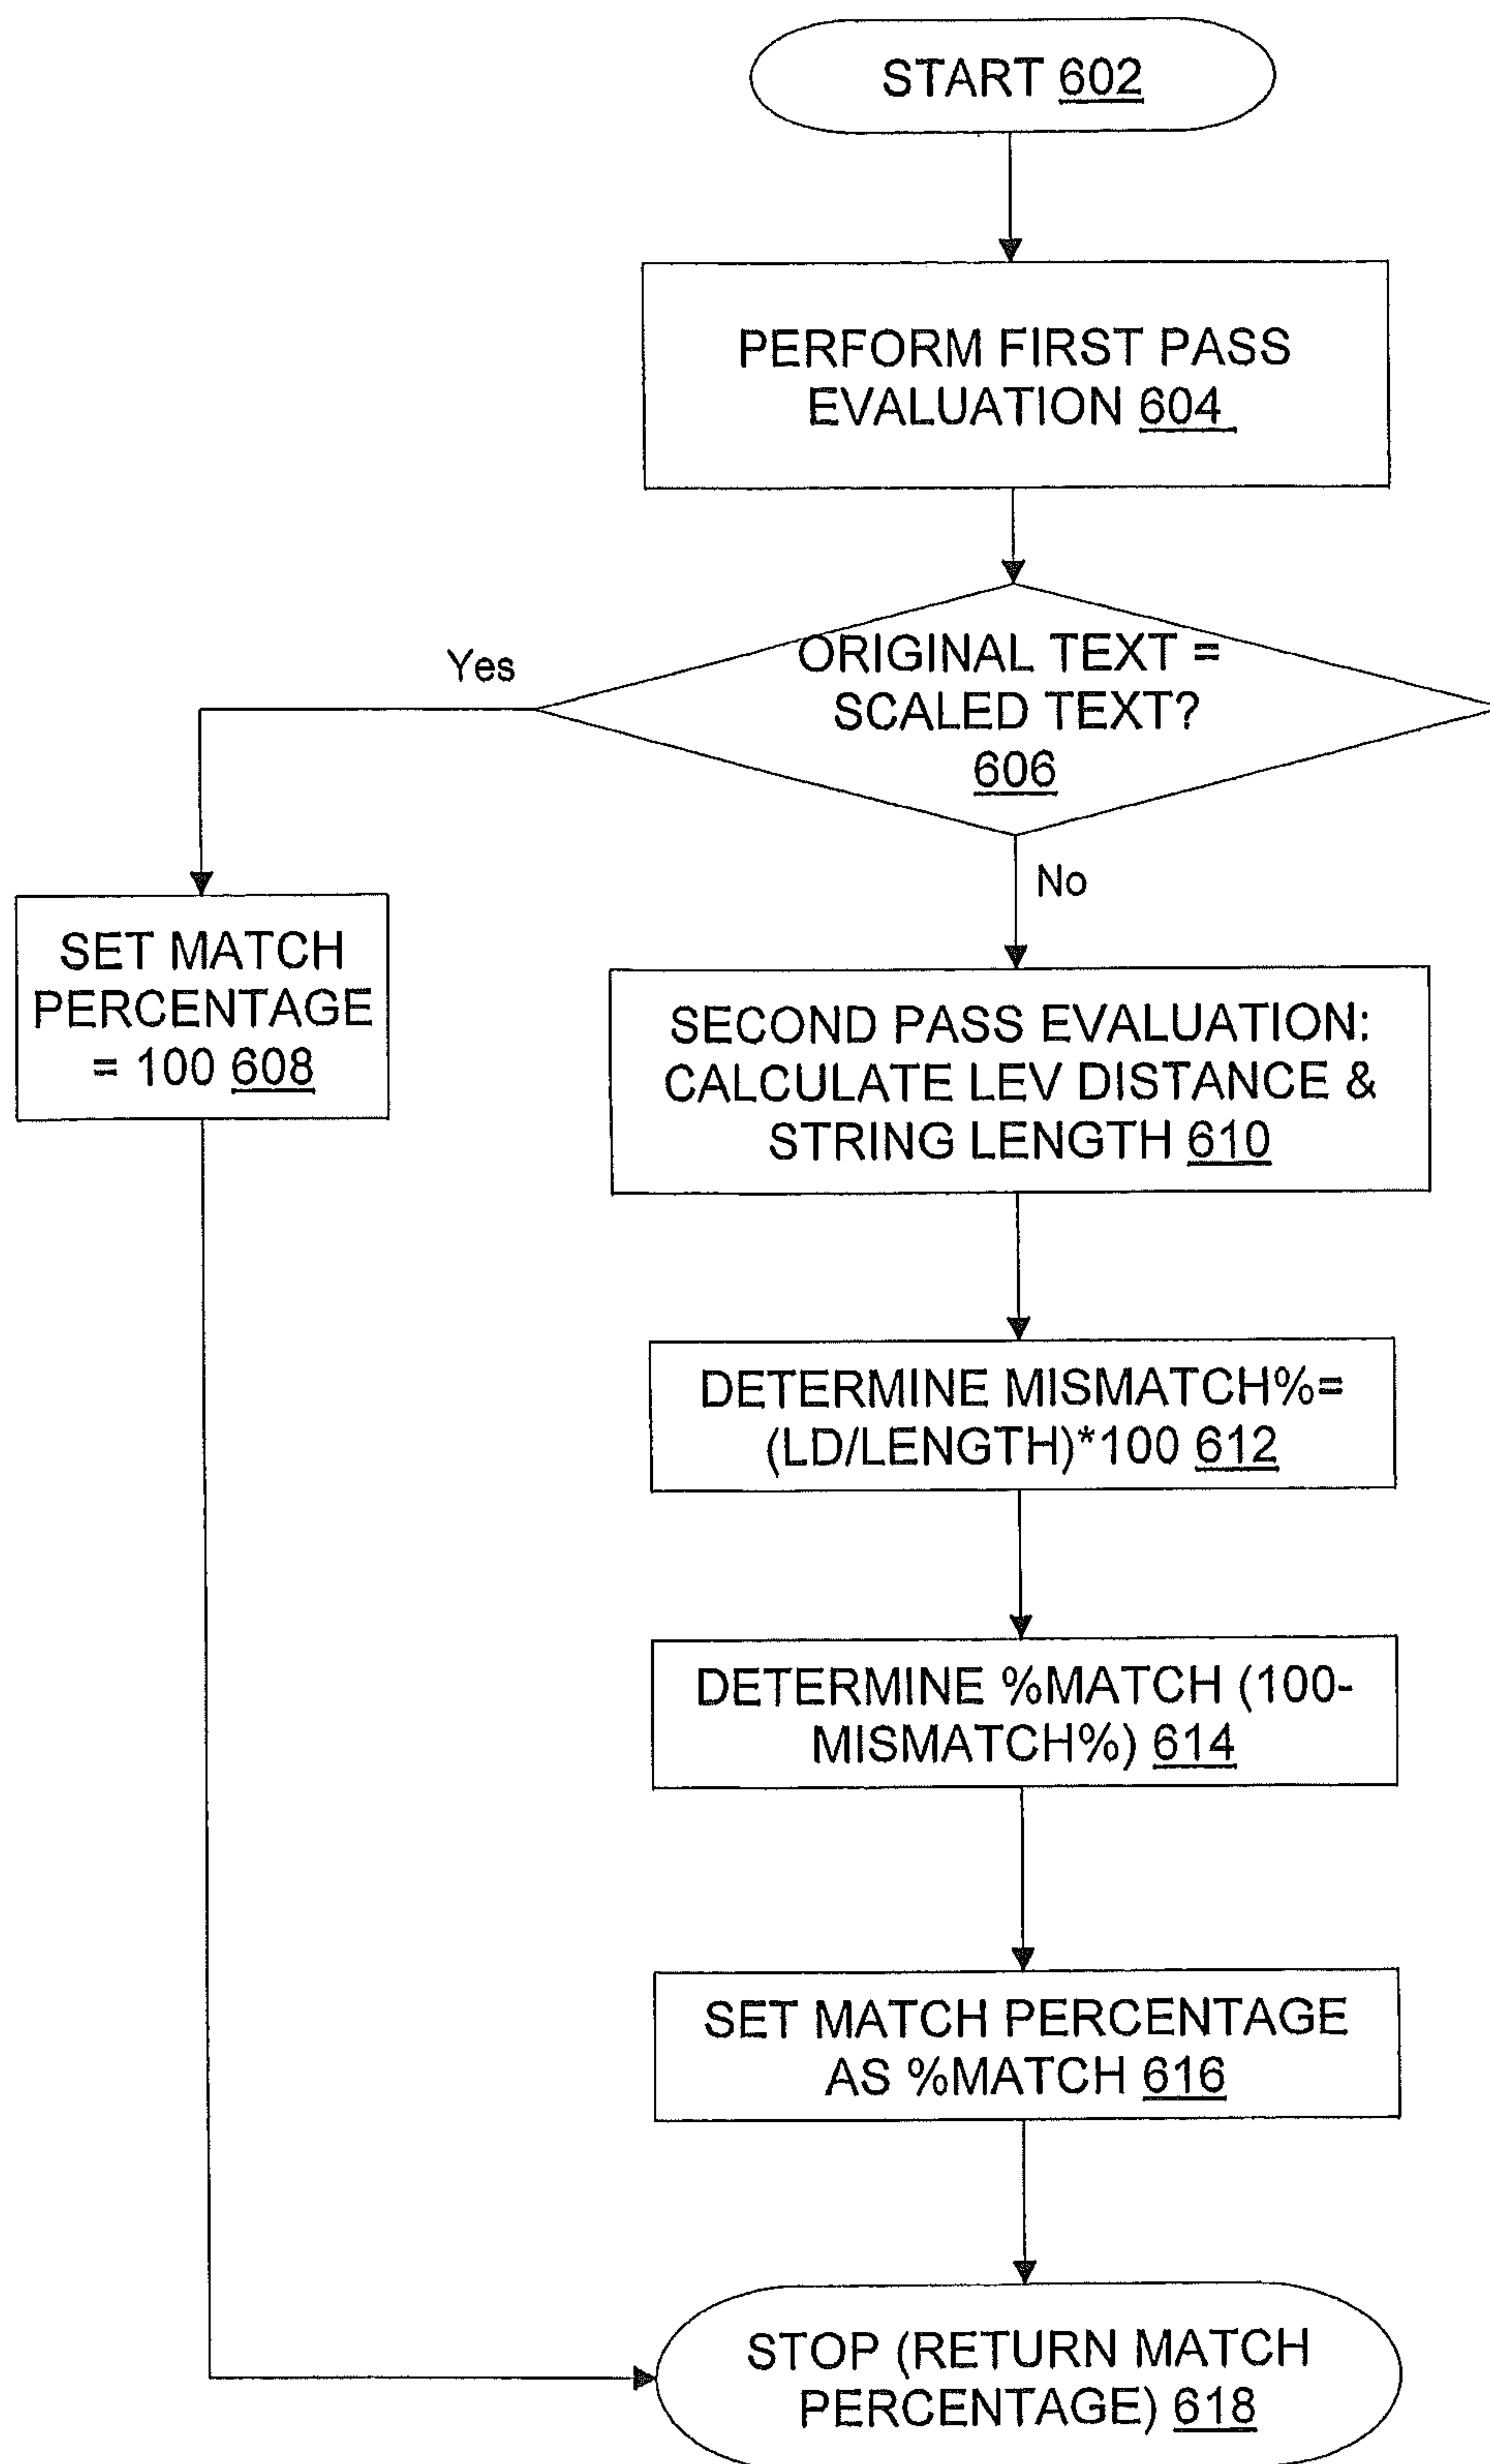 START 602
PERFORM FIRST PASS
EVALUATION 604
ORIGINAL TEXT =
SCALED TEXT?
606
Yes
No
SET MATCH
PERCENTAGE
= 100 608
SECOND PASS EVALUATION:
CALCULATE LEV DISTANCE &
STRING LENGTH 610
DETERMINE MISMATCH%=
(LD/LENGTH)*100 612
DETERMINE %MATCH (100-
MISMATCH%) 614
SET MATCH PERCENTAGE
AS %MATCH 616
STOP (RETURN MATCH
PERCENTAGE) 618